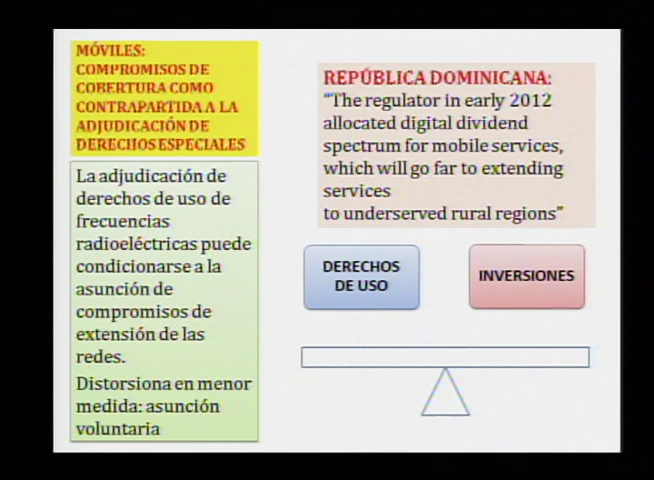 MÓVILES:
COMPROMISOS DE
COBERTURA COMO
CONTRAPARTIDA A LA
ADJUDICACIÓN DE
DERECHOS ESPECIALES
La adjudicación de
derechos de uso de
frecuencias
radioeléctricas puede
condicionarse a la
asunción de
compromisos de
extensión de las
redes.
Distorsiona en menor
medida: asunción
voluntaria
REPÚBLICA DOMINICANA:
“The regulator in early 2012
allocated digital dividend
spectrum for mobile services,
which will go far to extending
services
to underserved rural regions”
DERECHOS
DE USO
INVERSIONES